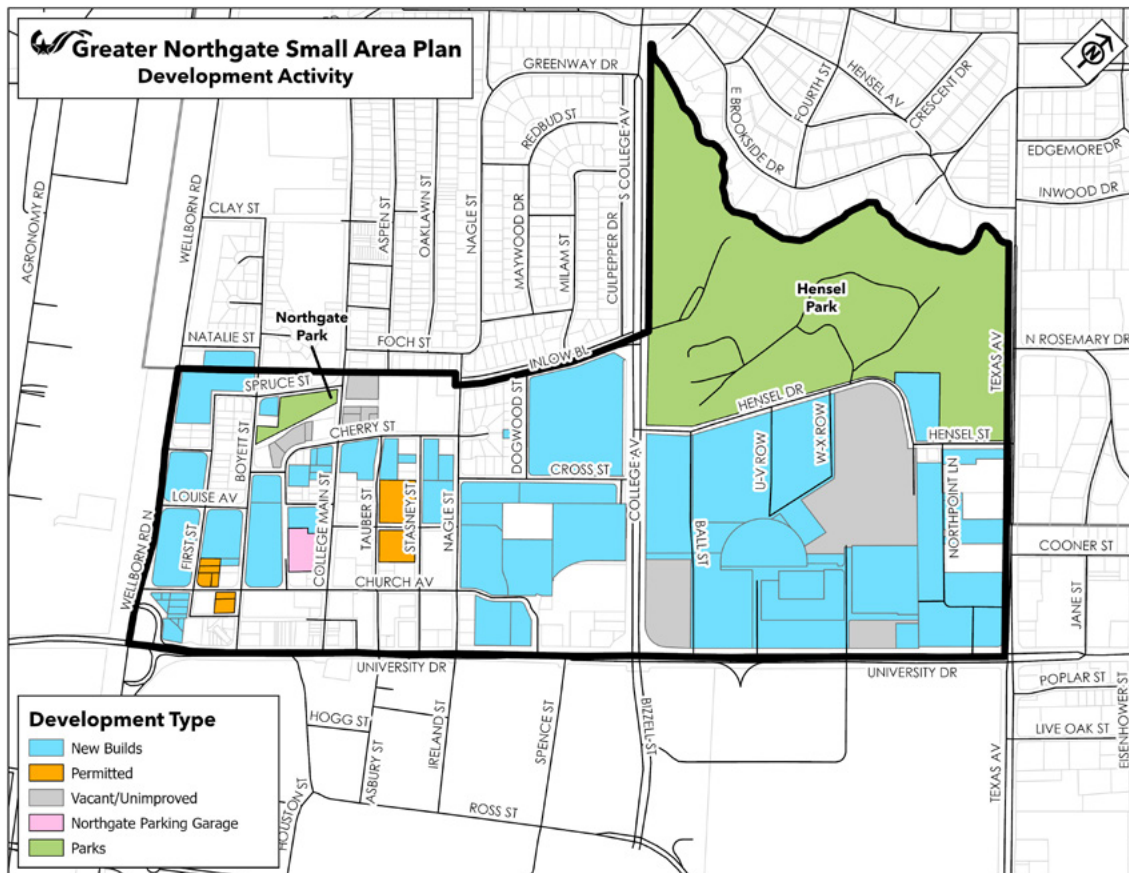 Greater Northgate Small Area Plan
Development Activity
N
GREENWAY DR
REDBUD ST
S COLLEGE AV
E BROOKSIDE DR
FOURTH ST
HENSEL AV
CRESCENT DR
EDGEMORE DR
INWOOD DR
AGRONOMY RD
WELLBORN RD
CLAY ST
ASPEN ST
OAKLAWN ST
NAGLE ST
MAYWOOD DR
MILAM ST
CULPEPPER DR
Northgate
Park
Hensel
Park
NATALIE ST
FOCH ST
INLOW BL
TEXAS AV
N ROSEMARY DR
SPRUCE ST
HENSEL DR
BOYETT ST
CHERRY ST
DOGWOOD ST
COLLEGE AV
U-V ROW
W-X ROW
HENSEL ST
CROSS ST
LOUISE AV
FIRST ST
COLLEGE MAIN ST
TAUBER ST
STASNEY ST
NAGLE ST
BALL ST
NORTHPOINT LN
COONER ST
WELLBORN RD N
CHURCH AV
JANE ST
UNIVERSITY DR
UNIVERSITY DR
POPLAR ST
LIVE OAK ST
EISENHOWER ST
HOGG ST
ASBURY ST
IRELAND ST
SPENCE ST
BIZZELL ST
TEXAS AV
HOUSTON ST
ROSS ST
Development Type
New Builds
Permitted
Vacant/Unimproved
Northgate Parking Garage
Parks